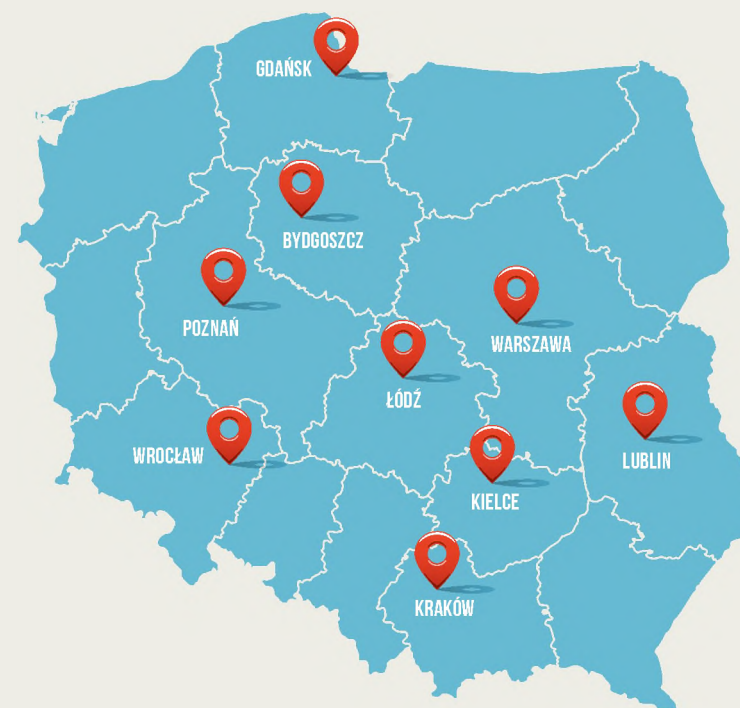 GDAŃSK
BYDGOSZCZ
POZNAŃ
WARSZAWA
ŁÓDŹ
WROCŁAW
LUBLIN
KIELCE
KRAKÓW